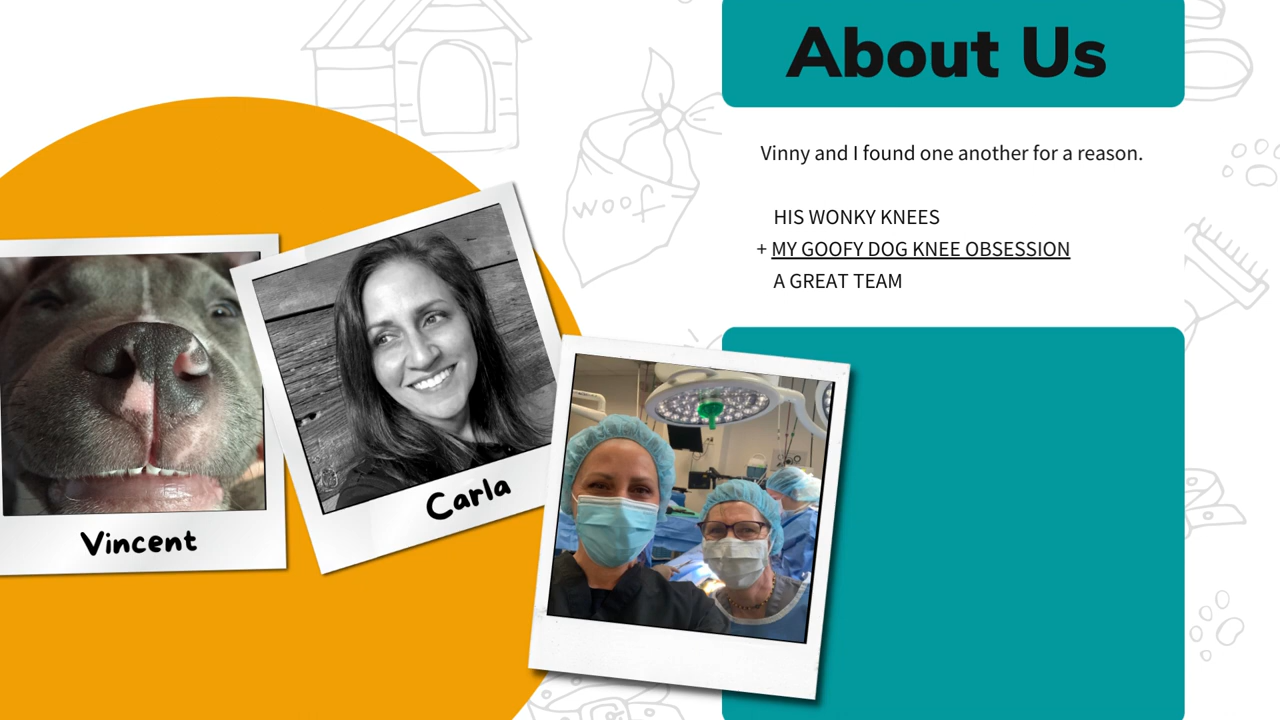 About Us
Vinny and I found one another for a reason.
HIS WONKY KNEES
+ MY GOOFY DOG KNEE OBSESSION
A GREAT TEAM
woof
Carla
Vincent